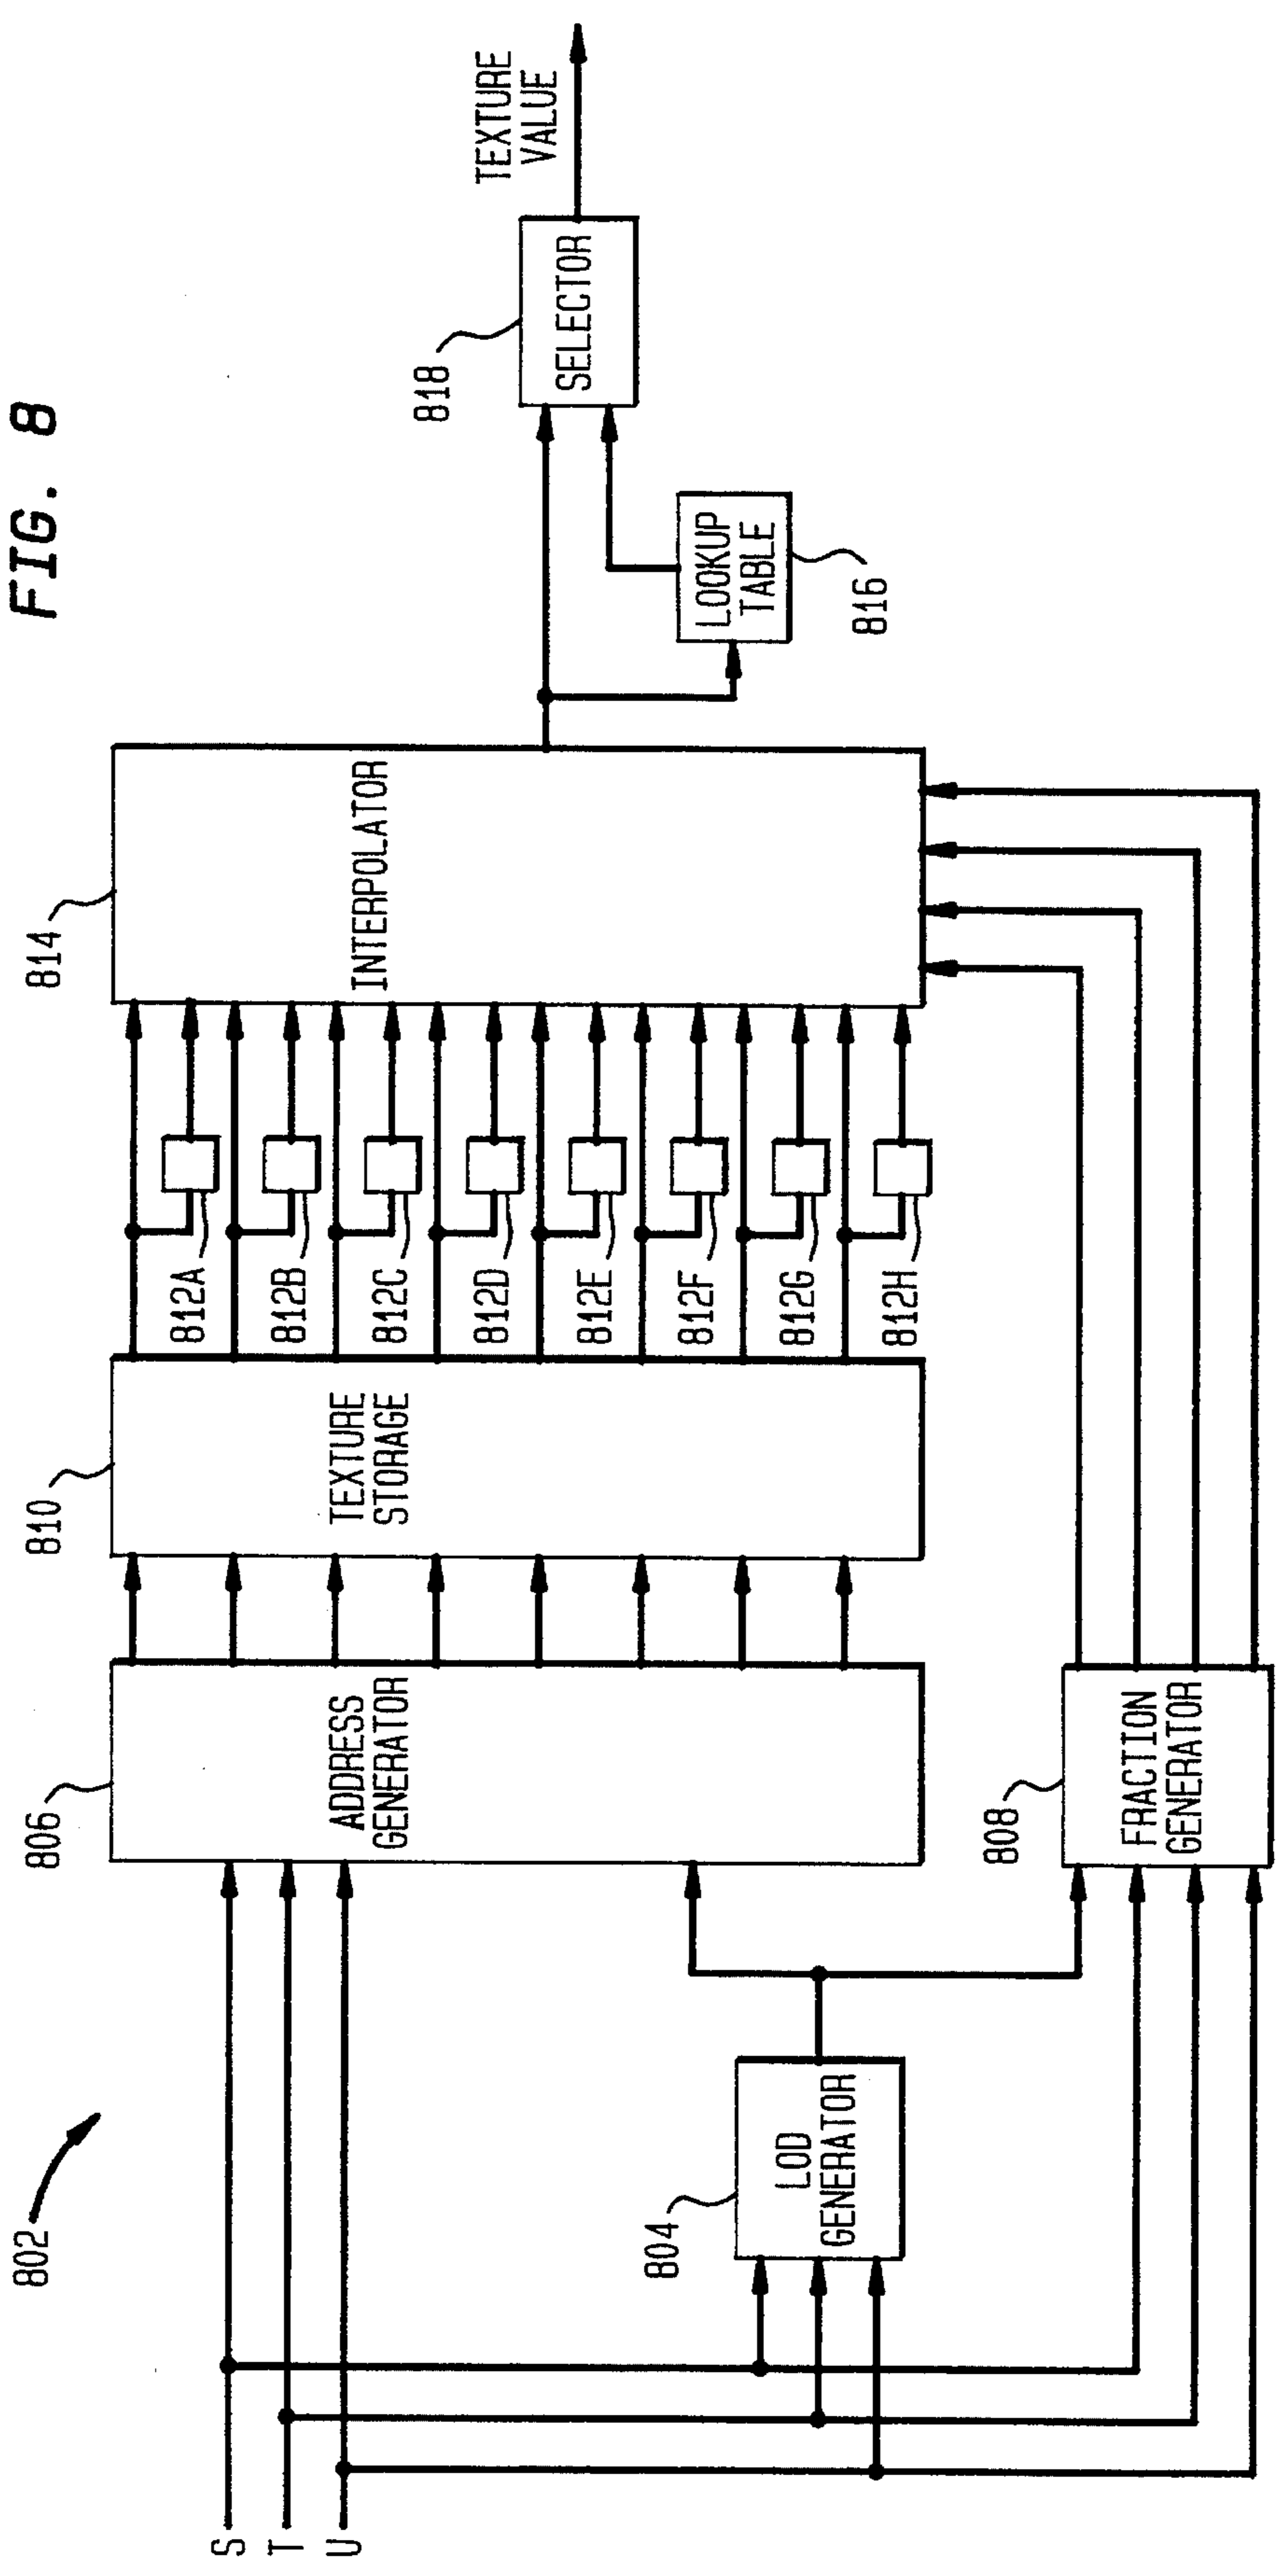 FIG. 8
802
S
T
U
804
LOD
GENERATOR
806
ADDRESS
GENERATOR
808
FRACTION
GENERATOR
810
TEXTURE
STORAGE
812A
812B
812C
812D
812E
812F
812G
812H
814
INTERPOLATOR
LOOKUP
TABLE
816
818
SELECTOR
TEXTURE
VALUE